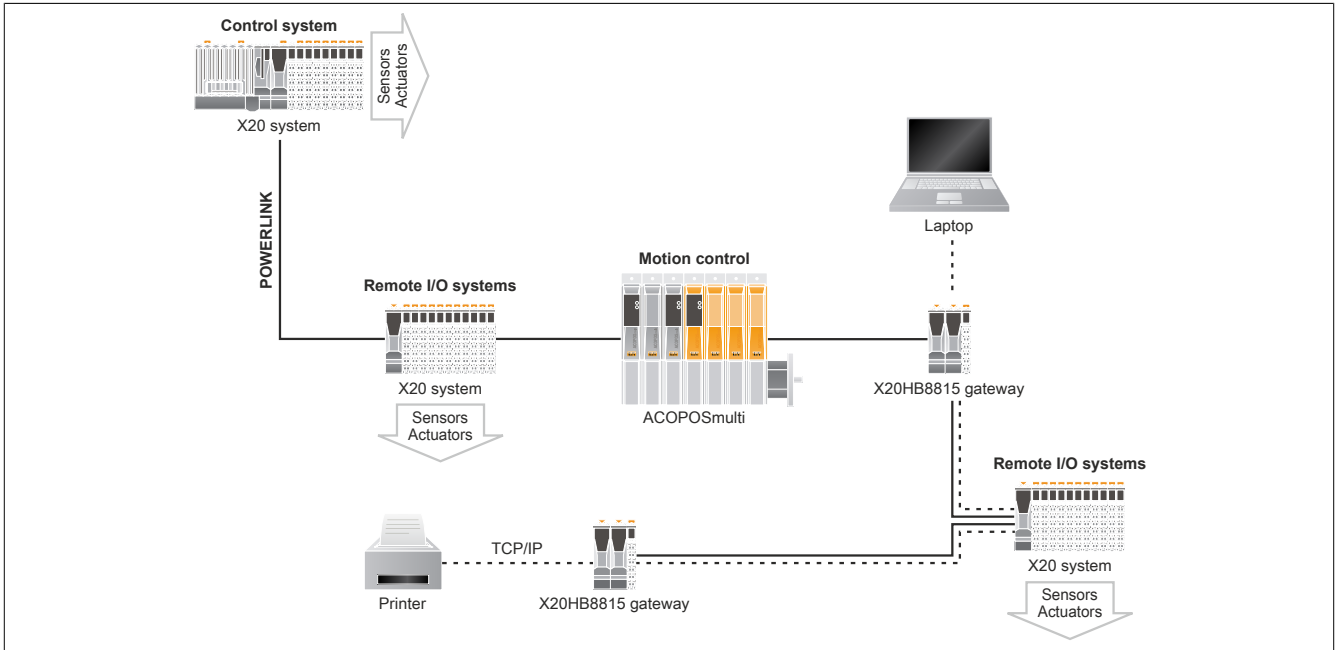 Control system
Sensors
Actuators
X20 system
POWERLINK
Laptop
Motion control
Remote I/O systems
X20 system
X20HB8815 gateway
Sensors
Actuators
ACOPOSmulti
Remote I/O systems
TCP/IP
X20 system
Printer
X20HB8815 gateway
Sensors
Actuators